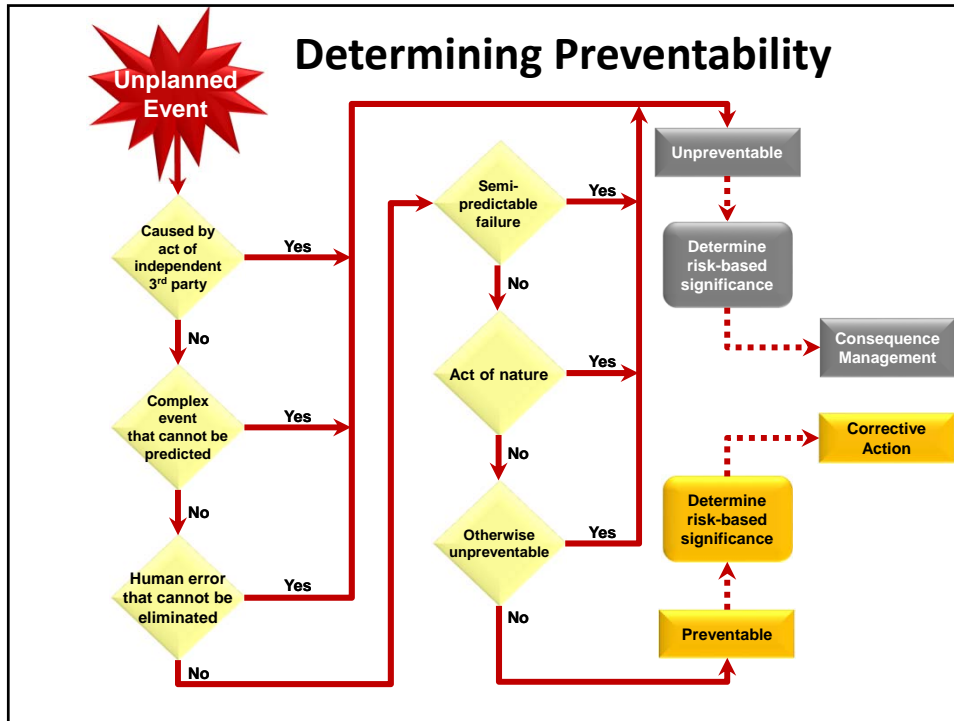 Determining Preventability
Unplanned
Event
Caused by
act of
independent
3rd party
Yes
No
Complex
event
that cannot be
predicted
Yes
No
Human error
that cannot be
eliminated
Yes
No
Semi-
predictable
failure
Yes
No
Act of nature
Yes
No
Otherwise
unpreventable
Yes
No
Unpreventable
Determine
risk-based
significance
Consequence
Management
Corrective
Action
Determine
risk-based
significance
Preventable